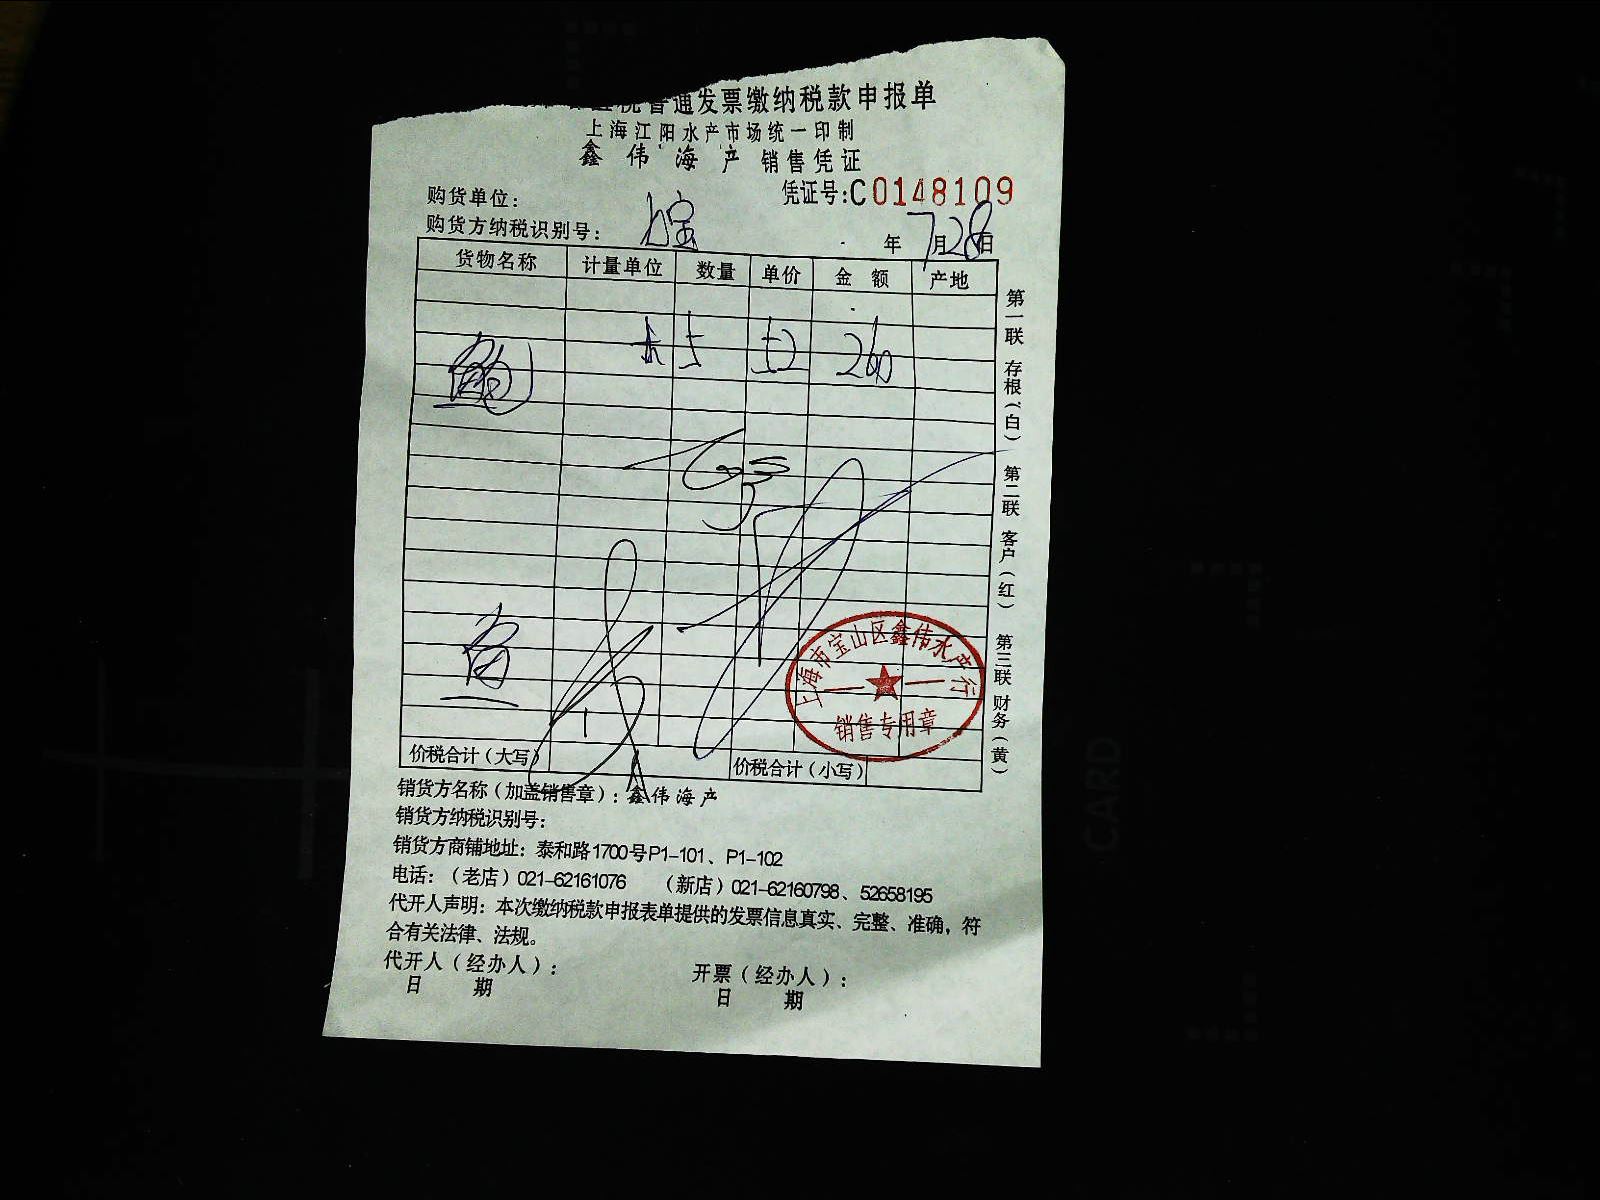 普通发票缴纳税款申报单
上海江阳水产市场统一印制
鑫伟海产销售凭证
凭证号:C0148109
购货单位:
购货方纳税识别号:
年7月28日
货物名称 计量单位 数量 单价 金额 产地
5 52 260
第一联 存根(白) 第二联 客户(红) 第三联 财务(黄)
上海市宝山区鑫伟水产行
销售专用章
价税合计(大写) 价税合计(小写)
销货方名称(加盖销售章):鑫伟海产
销货方纳税识别号:
销货方商铺地址:泰和路1700号P1-101、P1-102
电话:(老店)021-62161076 (新店)021-62160798、52658195
代开人声明:本次缴纳税款申报表单提供的发票信息真实、完整、准确,符
合有关法律、法规。
代开人(经办人): 开票(经办人):
日期 日期
CARD